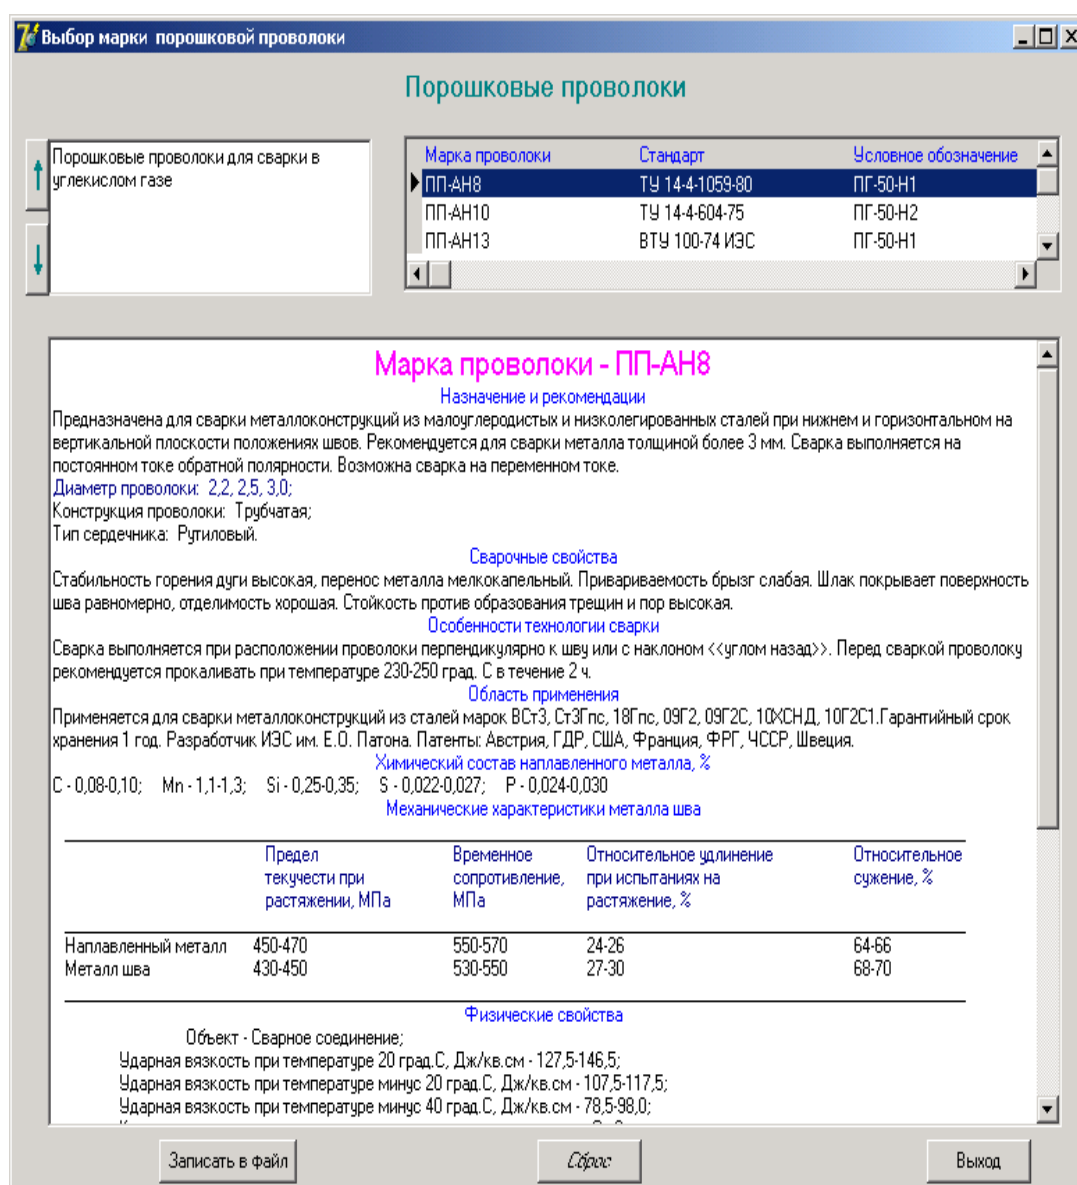 Выбор марки порошковой проволоки
Порошковые проволоки
Порошковые проволоки для сварки в
углекислом газе
Марка проволоки Стандарт Условное обозначение
ПП-АН8 ТУ 14-4-1059-80 ПГ-50-Н1
ПП-АН10 ТУ 14-4-604-75 ПГ-50-Н2
ПП-АН13 ВТУ 100-74 ИЭС ПГ-50-Н1
Марка проволоки - ПП-АН8
Назначение и рекомендации
Предназначена для сварки металлоконструкций из малоуглеродистых и низколегированных сталей при нижнем и горизонтальном на
вертикальной плоскости положениях швов. Рекомендуется для сварки металла толщиной более 3 мм. Сварка выполняется на
постоянном токе обратной полярности. Возможна сварка на переменном токе.
Диаметр проволоки: 2,2, 2,5, 3,0;
Конструкция проволоки: Трубчатая;
Тип сердечника: Рутиловый.
Сварочные свойства
Стабильность горения дуги высокая, перенос металла мелкокапельный. Привариваемость брызг слабая. Шлак покрывает поверхность
шва равномерно, отделимость хорошая. Стойкость против образования трещин и пор высокая.
Особенности технологии сварки
Сварка выполняется при расположении проволоки перпендикулярно к шву или с наклоном <<углом назад>>. Перед сваркой проволоку
рекомендуется прокаливать при температуре 230-250 град. С в течение 2 ч.
Область применения
Применяется для сварки металлоконструкций из сталей марок ВСт3, Ст3Гпс, 18Гпс, 09Г2, 09Г2С, 10ХСНД, 10Г2С1.Гарантийный срок
хранения 1 год. Разработчик ИЭС им. Е.О. Патона. Патенты: Австрия, ГДР, США, Франция, ФРГ, ЧССР, Швеция.
Химический состав наплавленного металла, %
C - 0,08-0,10; Mn - 1,1-1,3; Si - 0,25-0,35; S - 0,022-0,027; P - 0,024-0,030
Механические характеристики металла шва
Предел Временное Относительное удлинение Относительное
текучести при сопротивление, при испытаниях на сужение, %
растяжении, МПа МПа растяжение, %
Наплавленный металл 450-470 550-570 24-26 64-66
Металл шва 430-450 530-550 27-30 68-70
Физические свойства
Объект - Сварное соединение;
Ударная вязкость при температуре 20 град.С, Дж/кв.см - 127,5-146,5;
Ударная вязкость при температуре минус 20 град.С, Дж/кв.см - 107,5-117,5;
Ударная вязкость при температуре минус 40 град.С, Дж/кв.см - 78,5-98,0;
Записать в файл Сброс Выход